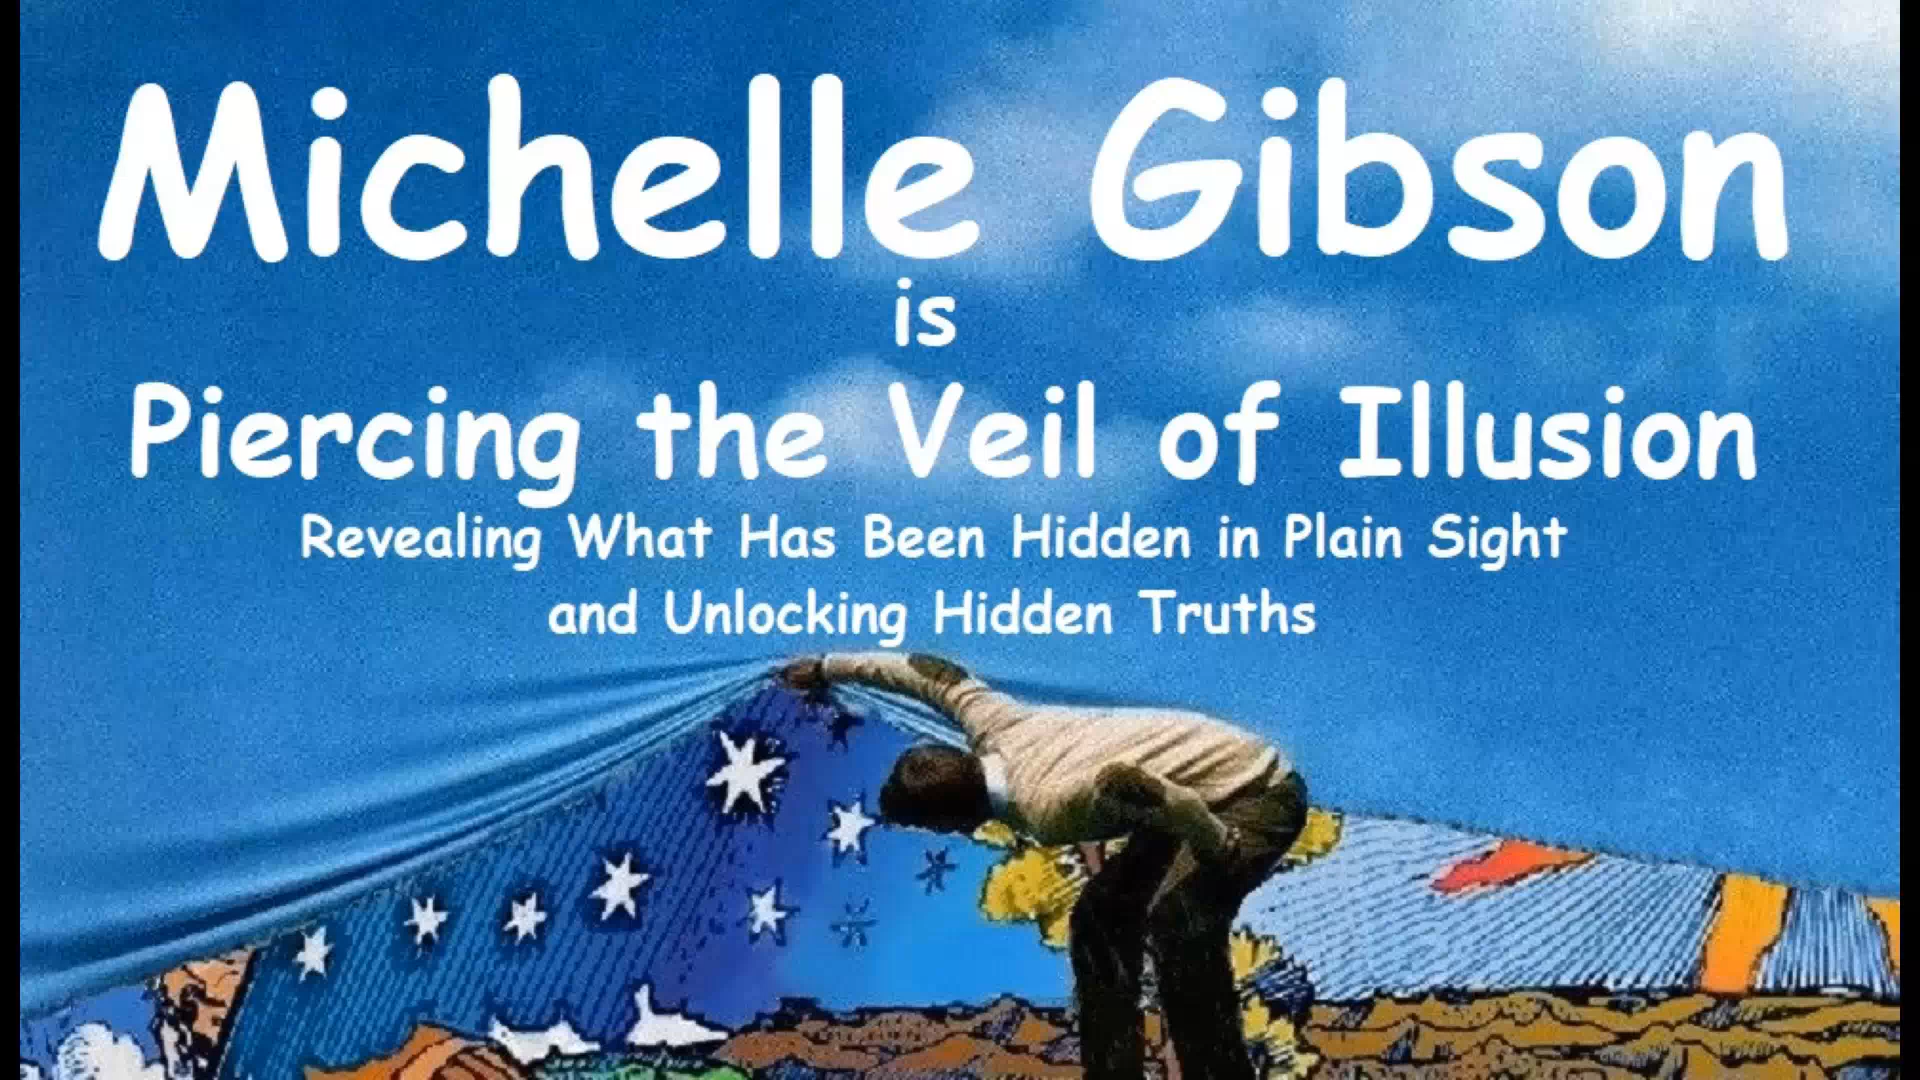 Michelle Gibson
is
Piercing the Veil of Illusion
Revealing What Has Been Hidden in Plain Sight
and Unlocking Hidden Truths